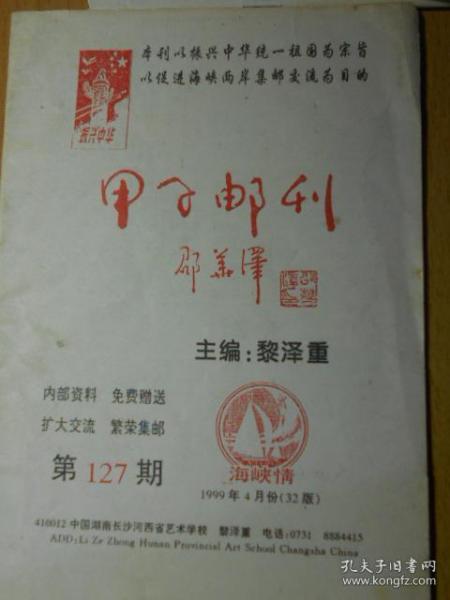 本刊以振兴中华统一祖国为宗旨
以促进海峡两岸集邮交流为目的
振兴中华
甲子邮刊
邵华泽
主编:黎泽重
内部资料 免费赠送
扩大交流 繁荣集邮
第127期
海峡情
1999年4月份(32版)
410012 中国湖南长沙河西省艺术学校 黎泽重 电话:0731 8884415
ADD:Li Ze Zhong Hunan Provincial Art School Changsha China
孔夫子旧书网
kongfz.com